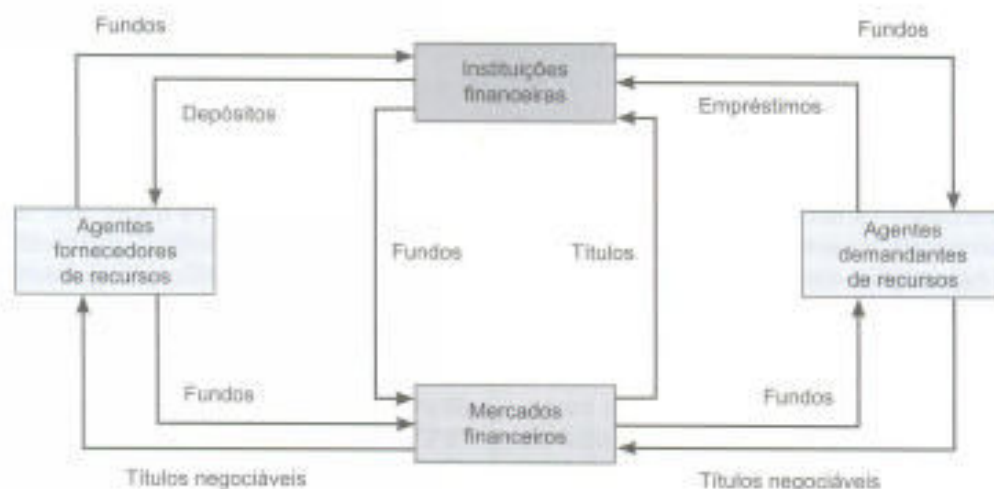 Fundos
Fundos
Instituições
financeiras
Depósitos
Empréstimos
Agentes
fornecedores
de recursos
Fundos
Títulos
Agentes
demandantes
de recursos
Fundos
Mercados
financeiros
Fundos
Títulos negociáveis
Títulos negociáveis